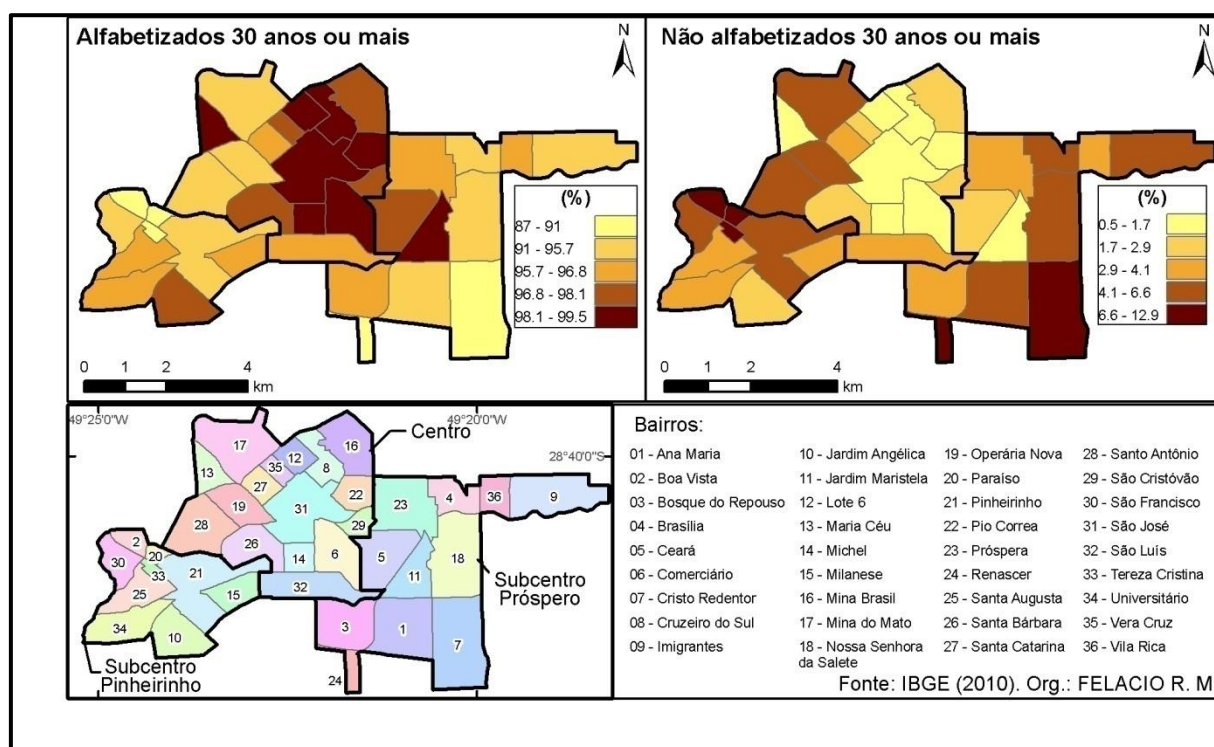 Alfabetizados 30 anos ou mais
N
(%)
87 - 91
91 - 95.7
95.7 - 96.8
96.8 - 98.1
98.1 - 99.5
0 1 2 4
km
Não alfabetizados 30 anos ou mais
N
(%)
0.5 - 1.7
1.7 - 2.9
2.9 - 4.1
4.1 - 6.6
6.6 - 12.9
0 1 2 4
km
49°25'0"W
49°20'0"W
28°40'0"S
Centro
Subcentro
Próspero
Subcentro
Pinheirinho
17
16
12
8
35
13
27
22
23
4
36
9
19
31
28
29
26
14
6
5
18
2
20
30
33
21
11
25
15
32
34
10
3
1
7
24
Bairros:
01 - Ana Maria
02 - Boa Vista
03 - Bosque do Repouso
04 - Brasília
05 - Ceará
06 - Comerciário
07 - Cristo Redentor
08 - Cruzeiro do Sul
09 - Imigrantes
10 - Jardim Angélica
11 - Jardim Maristela
12 - Lote 6
13 - Maria Céu
14 - Michel
15 - Milanese
16 - Mina Brasil
17 - Mina do Mato
18 - Nossa Senhora
da Salete
19 - Operária Nova
20 - Paraíso
21 - Pinheirinho
22 - Pio Correa
23 - Próspera
24 - Renascer
25 - Santa Augusta
26 - Santa Bárbara
27 - Santa Catarina
28 - Santo Antônio
29 - São Cristóvão
30 - São Francisco
31 - São José
32 - São Luís
33 - Tereza Cristina
34 - Universitário
35 - Vera Cruz
36 - Vila Rica
Fonte: IBGE (2010). Org.: FELACIO R. M